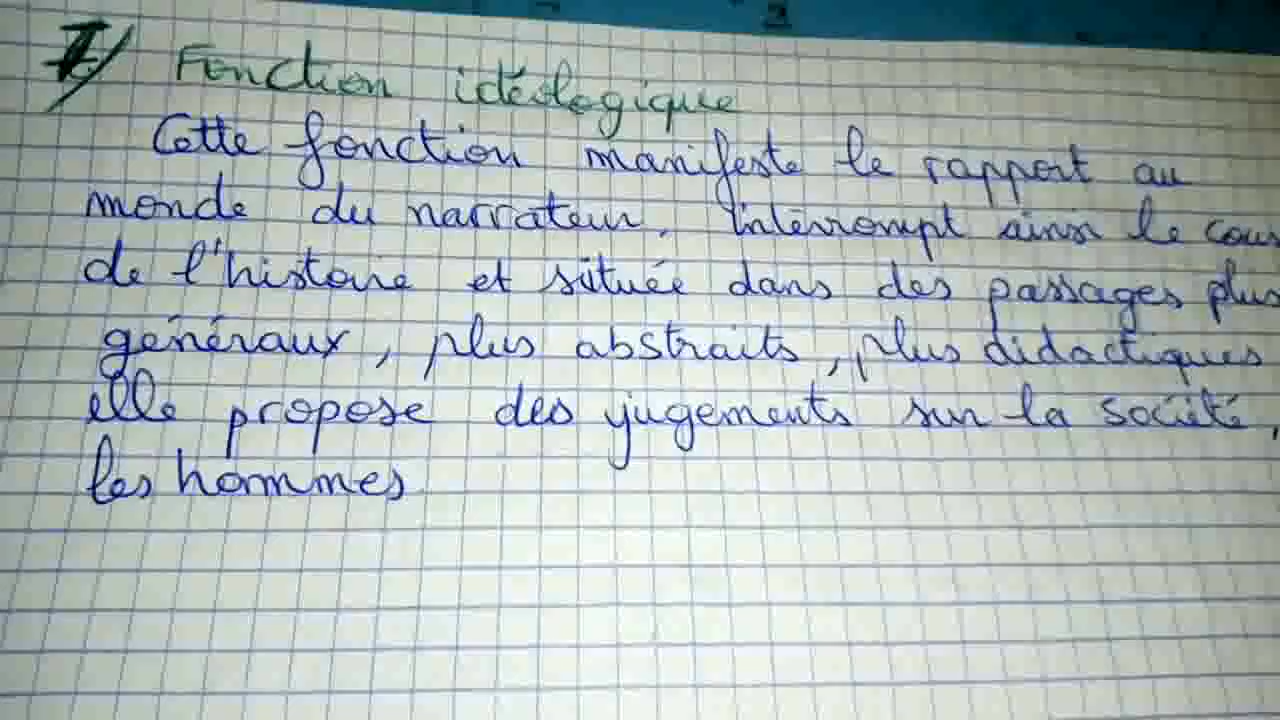 Fonction idéologique
Cette fonction manifeste le rapport au
monde du narrateur. Interrompt ainsi le cour
de l'histoire et située dans des passages plus
généraux, plus abstraits, plus didactiques
elle propose des jugements sur la société,
les hommes